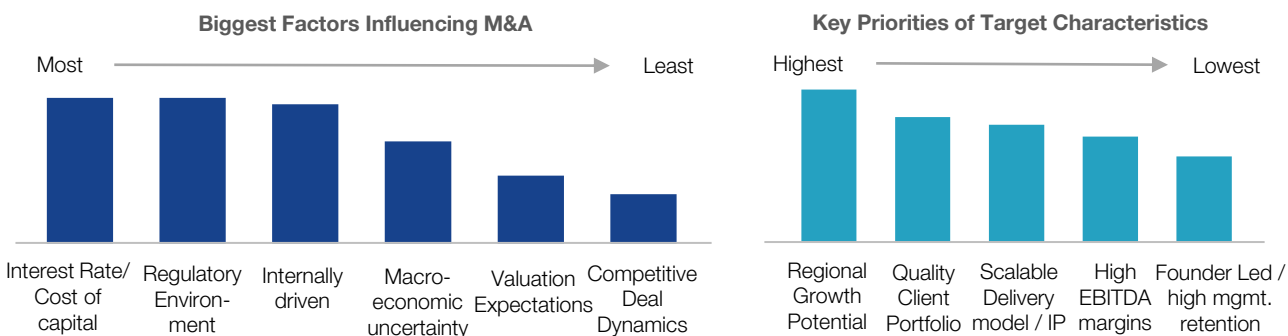 Biggest Factors Influencing M&A
Most
Least
Interest Rate/
Cost of
capital
Regulatory
Environ-
ment
Internally
driven
Macro-
economic
uncertainty
Valuation
Expectations
Competitive
Deal
Dynamics
Key Priorities of Target Characteristics
Highest
Lowest
Regional
Growth
Potential
Quality
Client
Portfolio
Scalable
Delivery
model / IP
High
EBITDA
margins
Founder Led /
high mgmt.
retention